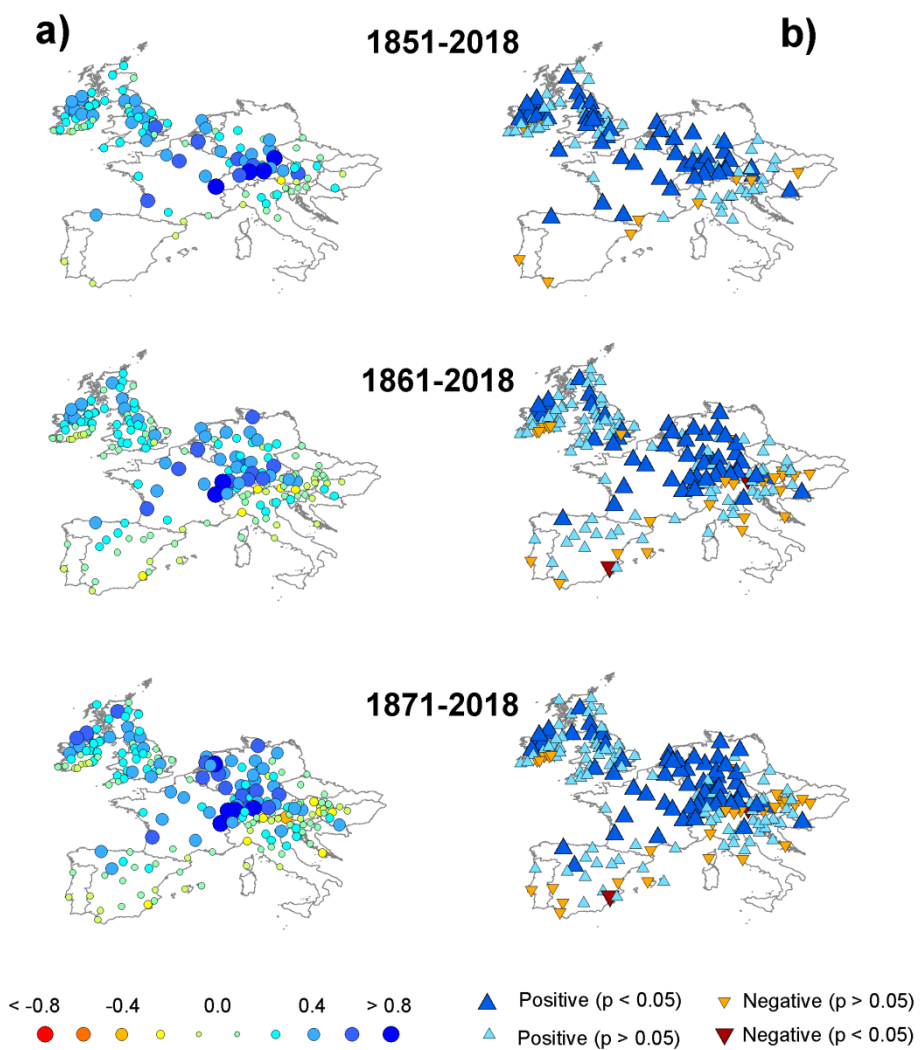 a)
b)
1851-2018
1861-2018
1871-2018
< -0.8 -0.4 0.0 0.4 > 0.8
Positive (p < 0.05) Negative (p > 0.05)
Positive (p > 0.05) Negative (p < 0.05)